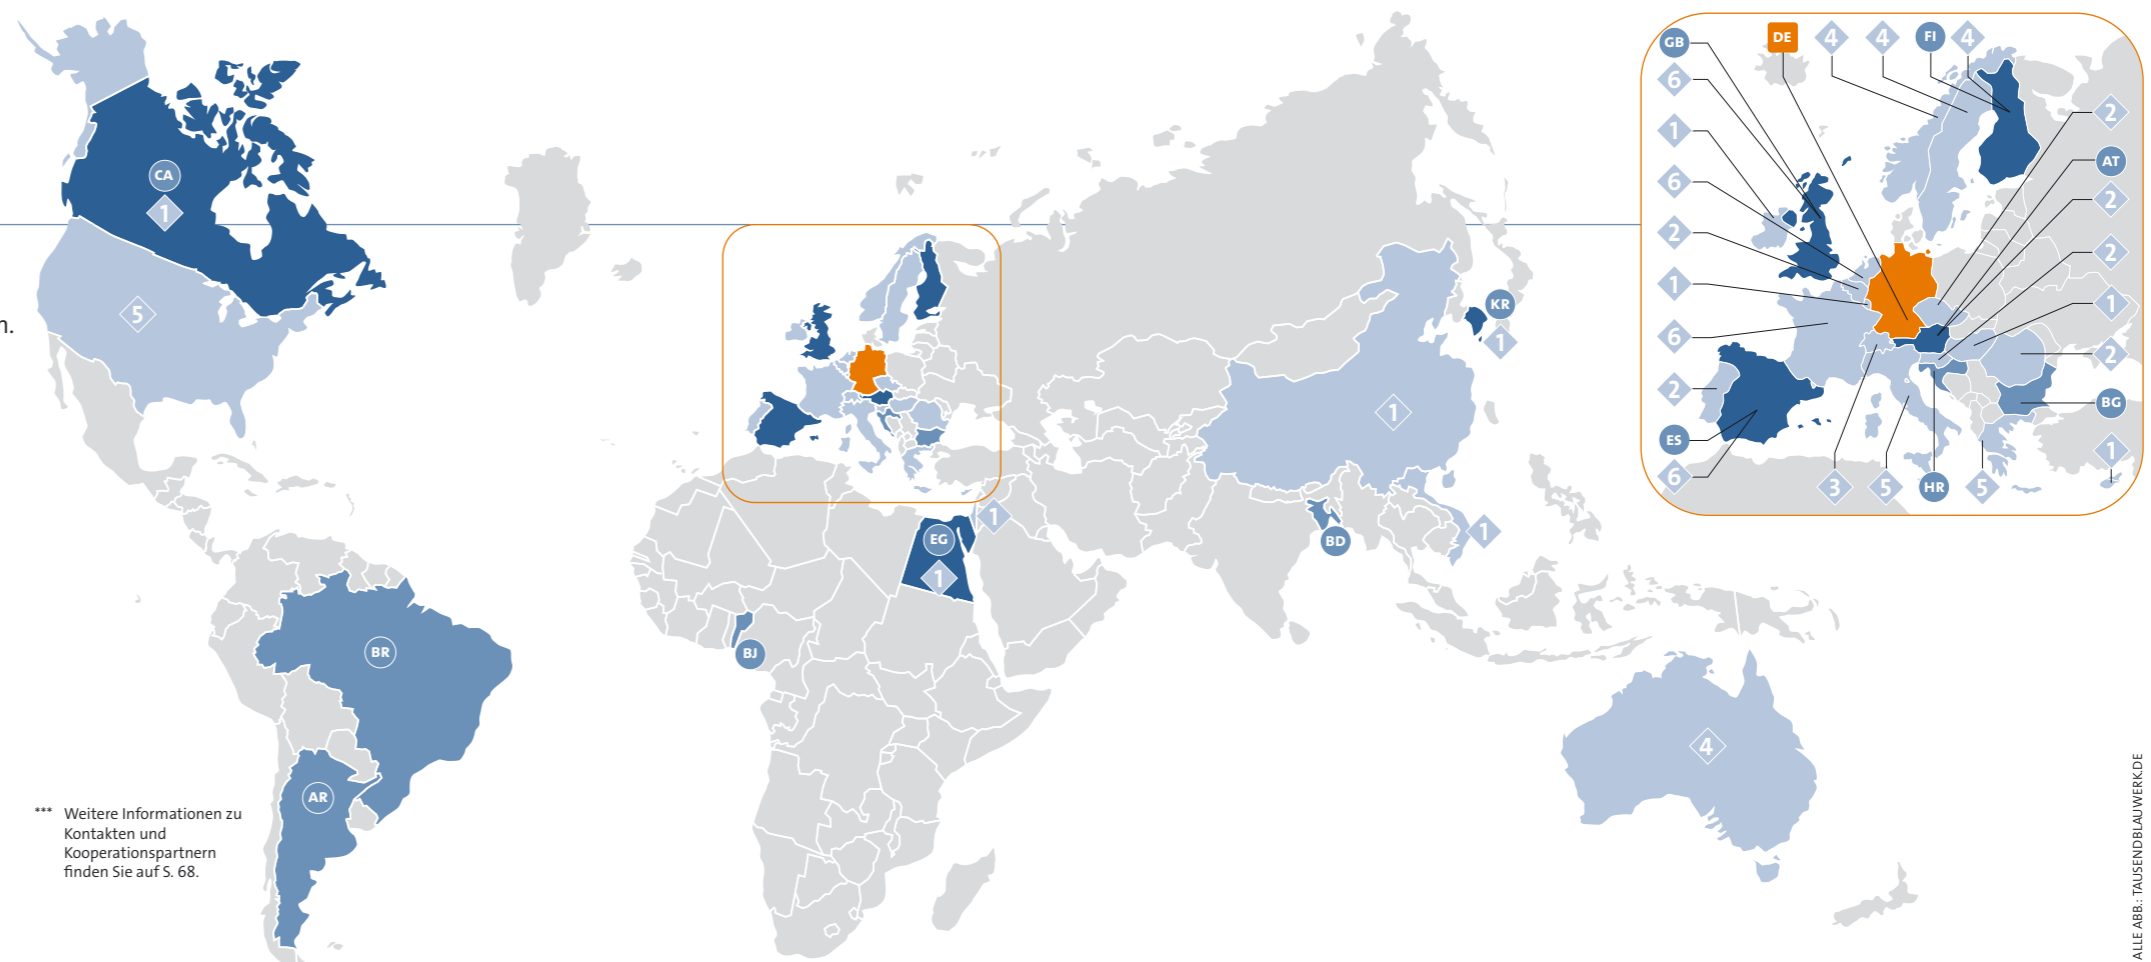 n.
CA
1
5
BR
AR
*** Weitere Informationen zu
Kontakten und
Kooperationspartnern
finden Sie auf S. 68.
EG
1
1
BJ
BD
1
1
KR
1
4
GB
DE
4
4
FI
4
6
1
6
2
1
6
2
ES
6
2
AT
2
2
1
2
BG
1
3
5
HR
5
ALLE ABB.: TAUSENDBLAUWERK.DE